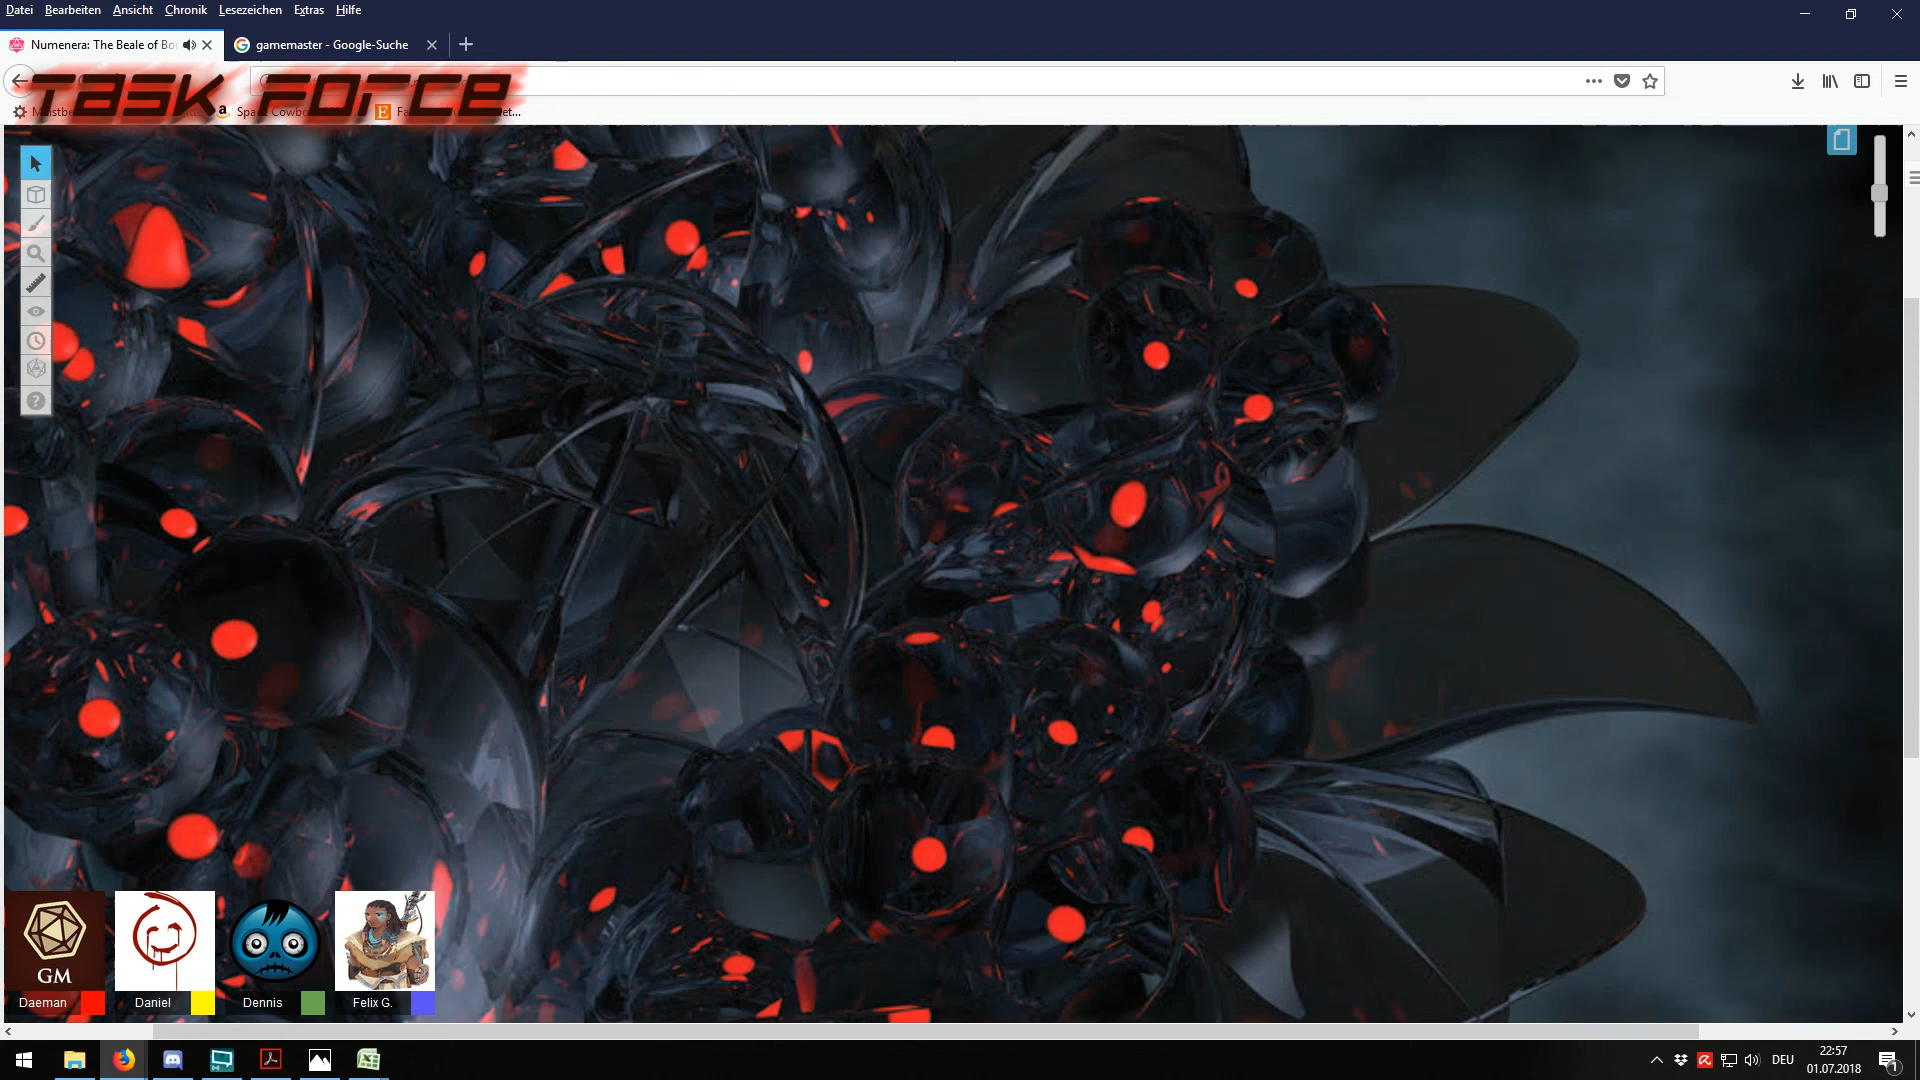 Datei Bearbeiten Ansicht Chronik Lesezeichen Extras Hilfe
Numenera: The Beale of Bo
gamemaster - Google-Suche
TASK FORCE
GM
Daeman Daniel Dennis Felix G.
DEU
22:57
01.07.2018
1